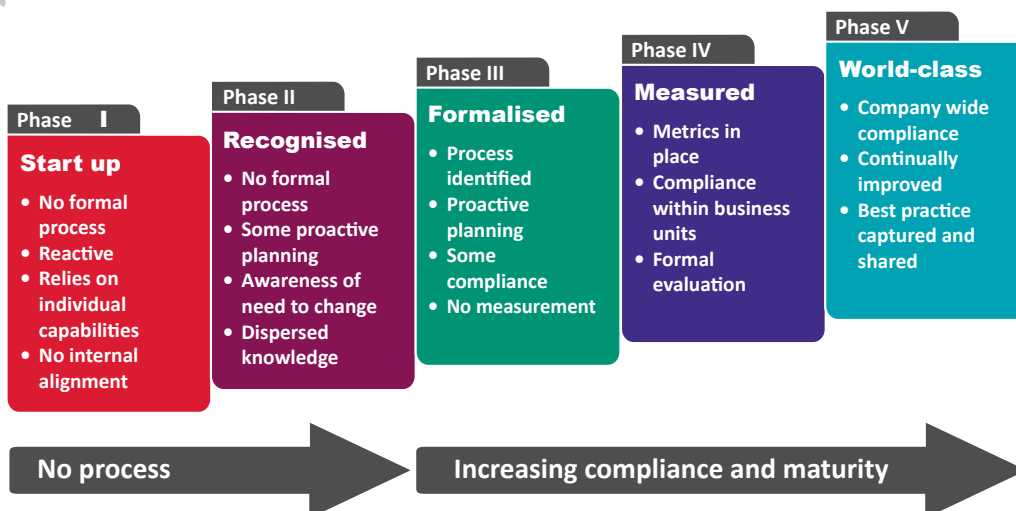 Phase I
Start up
• No formal
process
• Reactive
• Relies on
individual
capabilities
• No internal
alignment
Phase II
Recognised
• No formal
process
• Some proactive
planning
• Awareness of
need to change
• Dispersed
knowledge
Phase III
Formalised
• Process
identified
• Proactive
planning
• Some
compliance
• No measurement
Phase IV
Measured
• Metrics in
place
• Compliance
within business
units
• Formal
evaluation
Phase V
World-class
• Company wide
compliance
• Continually
improved
• Best practice
captured and
shared
No process
Increasing compliance and maturity